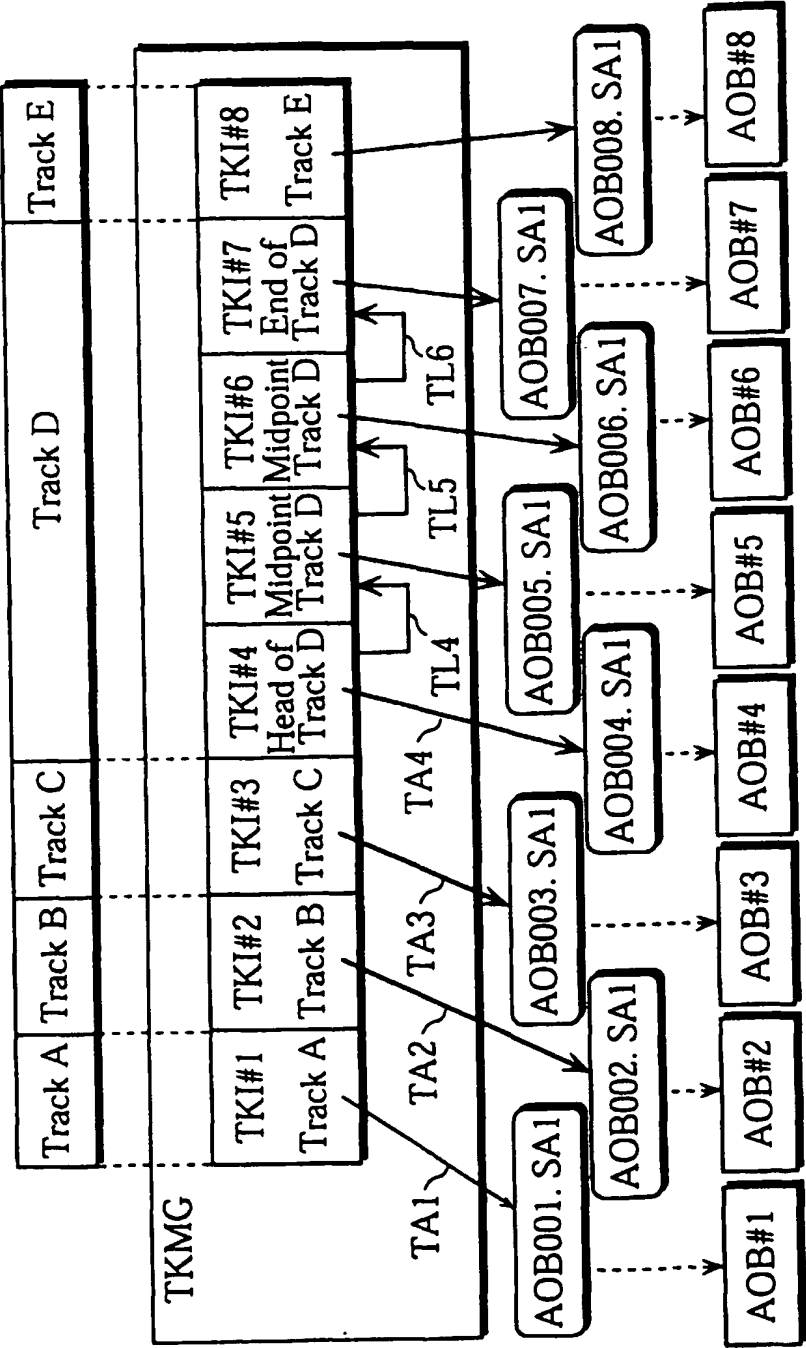 Track A
Track B
Track C
Track D
Track E
TKMG
TKI#1
Track A
TKI#2
Track B
TKI#3
Track C
TKI#4
Head of
Track D
TKI#5
Midpoint
Track D
TKI#6
Midpoint
Track D
TKI#7
End of
Track D
TKI#8
Track E
TA1
TA2
TA3
TA4
TL4
TL5
TL6
AOB001. SA1
AOB002. SA1
AOB003. SA1
AOB004. SA1
AOB005. SA1
AOB006. SA1
AOB007. SA1
AOB008. SA1
AOB#1
AOB#2
AOB#3
AOB#4
AOB#5
AOB#6
AOB#7
AOB#8